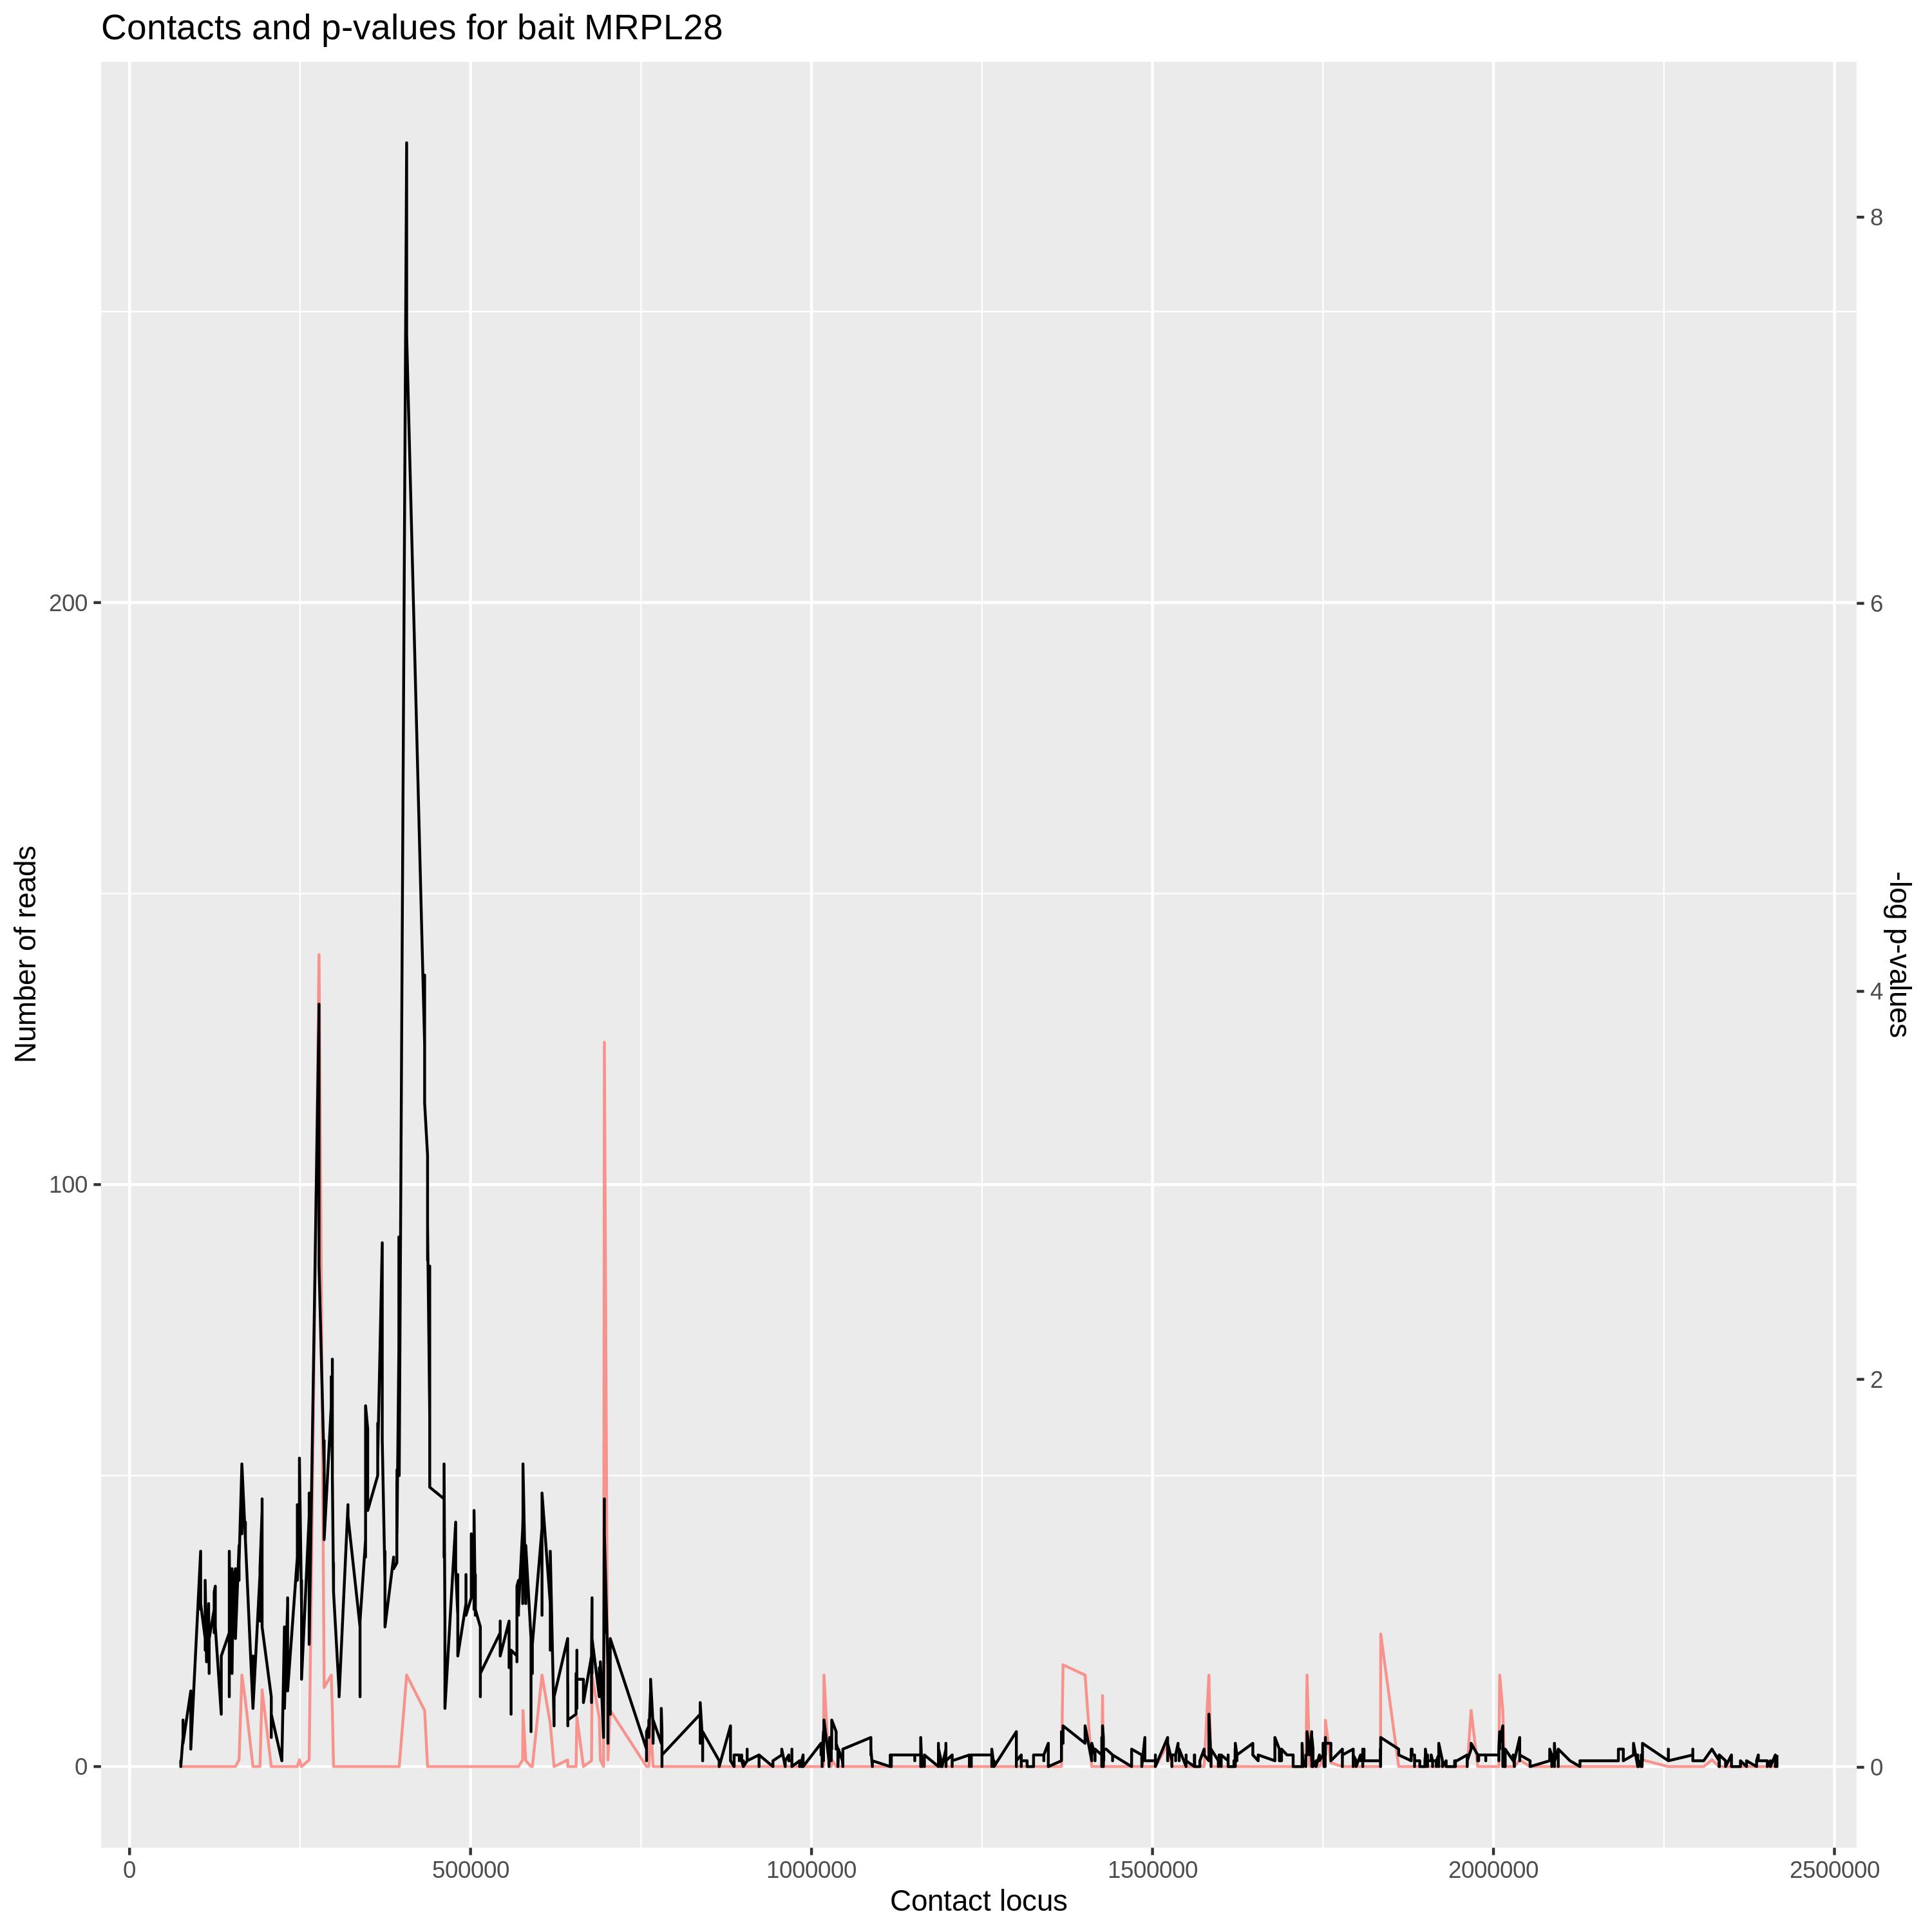 Contacts and p-values for bait MRPL28
Number of reads
200
100
0
8
6
4
2
0
-log p-values
0 500000 1000000 1500000 2000000 2500000
Contact locus